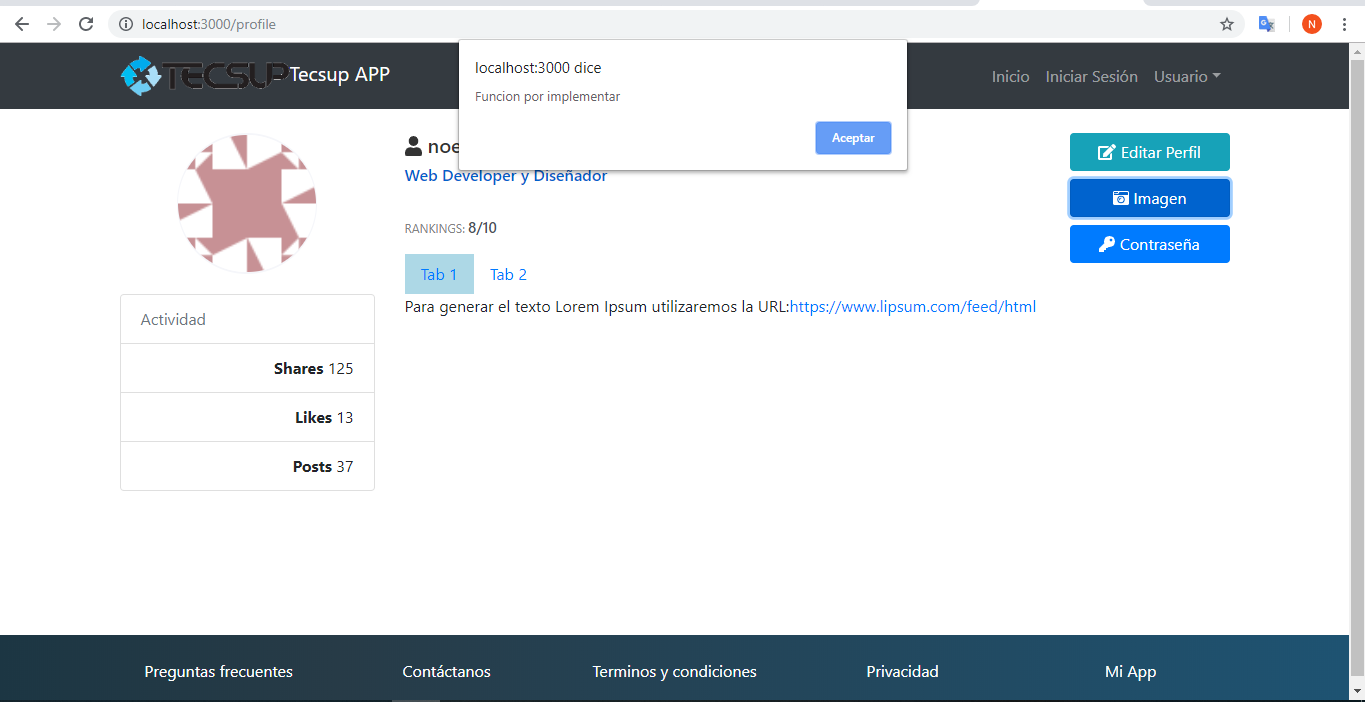 localhost:3000/profile
N
TECSUP Tecsup APP
Inicio Iniciar Sesión Usuario
localhost:3000 dice
Funcion por implementar
Aceptar
Web Developer y Diseñador
RANKINGS: 8/10
Tab 1 Tab 2
Para generar el texto Lorem Ipsum utilizaremos la URL:https://www.lipsum.com/feed/html
Editar Perfil
Imagen
Contraseña
Actividad
Shares 125
Likes 13
Posts 37
Preguntas frecuentes Contáctanos Terminos y condiciones Privacidad Mi App